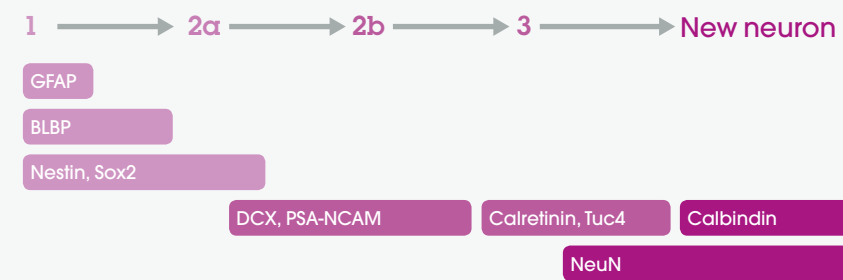 1 2a 2b 3 New neuron
GFAP
BLBP
Nestin, Sox2
DCX, PSA-NCAM Calretinin, Tuc4 Calbindin
NeuN